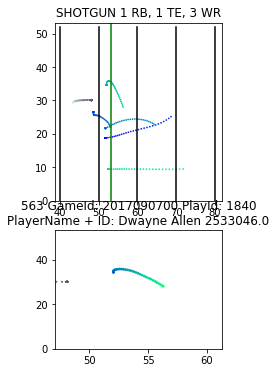 SHOTGUN 1 RB, 1 TE, 3 WR
50
40
30
20
10
0
40 50 60 70 80
563 GameId: 2017090700 PlayId: 1840
PlayerName + ID: Dwayne Allen 2533046.0
40
20
0
50 55 60